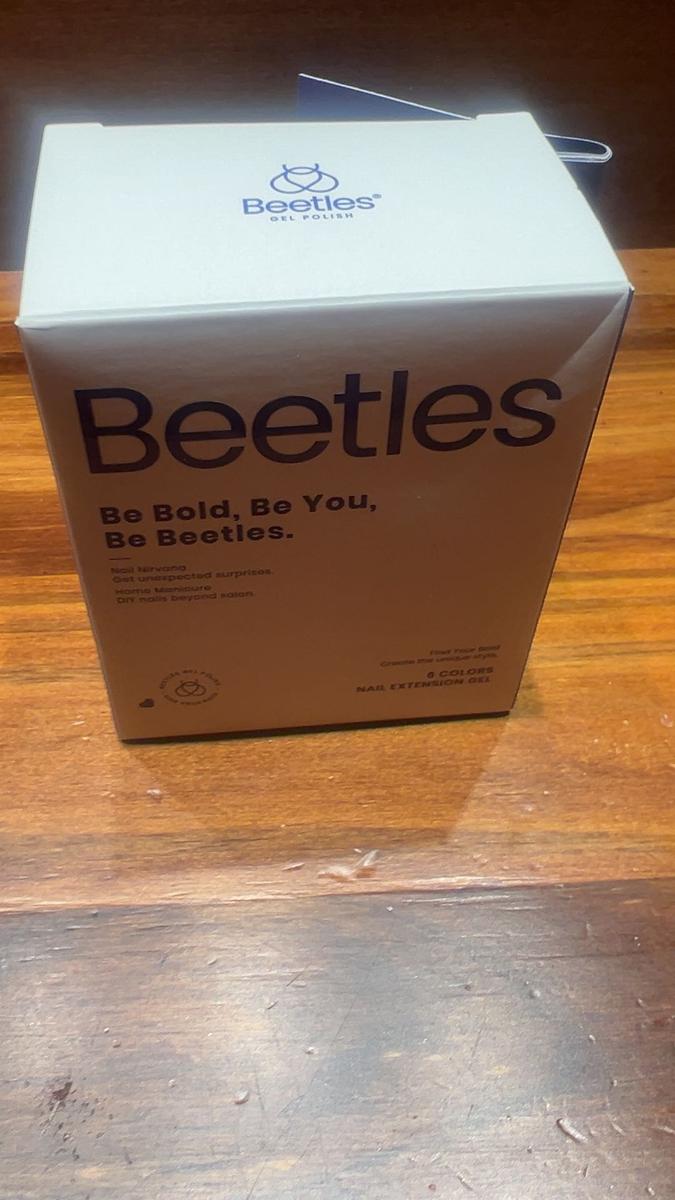 Beetles®
GEL POLISH
Beetles
Be Bold, Be You,
Be Beetles.
Nail Nirvana
Get unexpected surprises.
Home Manicure
DIY nails beyond salon.
Find Your Bold
Create the unique style.
6 COLORS
NAIL EXTENSION GEL